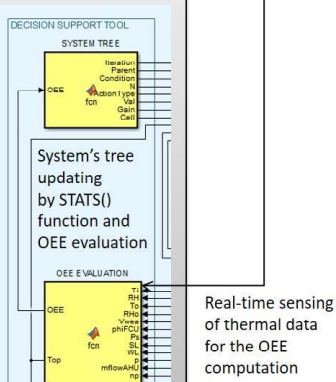 DECISION SUPPORT TOOL
SYSTEM TREE
Iteration
Parent
Condition
N
ActionType
Val
Gain
Cell
OEE
fcn
System's tree
updating
by STATS()
function and
OEE evaluation
OEE EVALUATION
Ti
RH
To
RHo
Vwea
phiFCU
Ps
SL
WL
p
mflowAHU
np
OEE
fcn
Top
Real-time sensing
of thermal data
for the OEE
computation